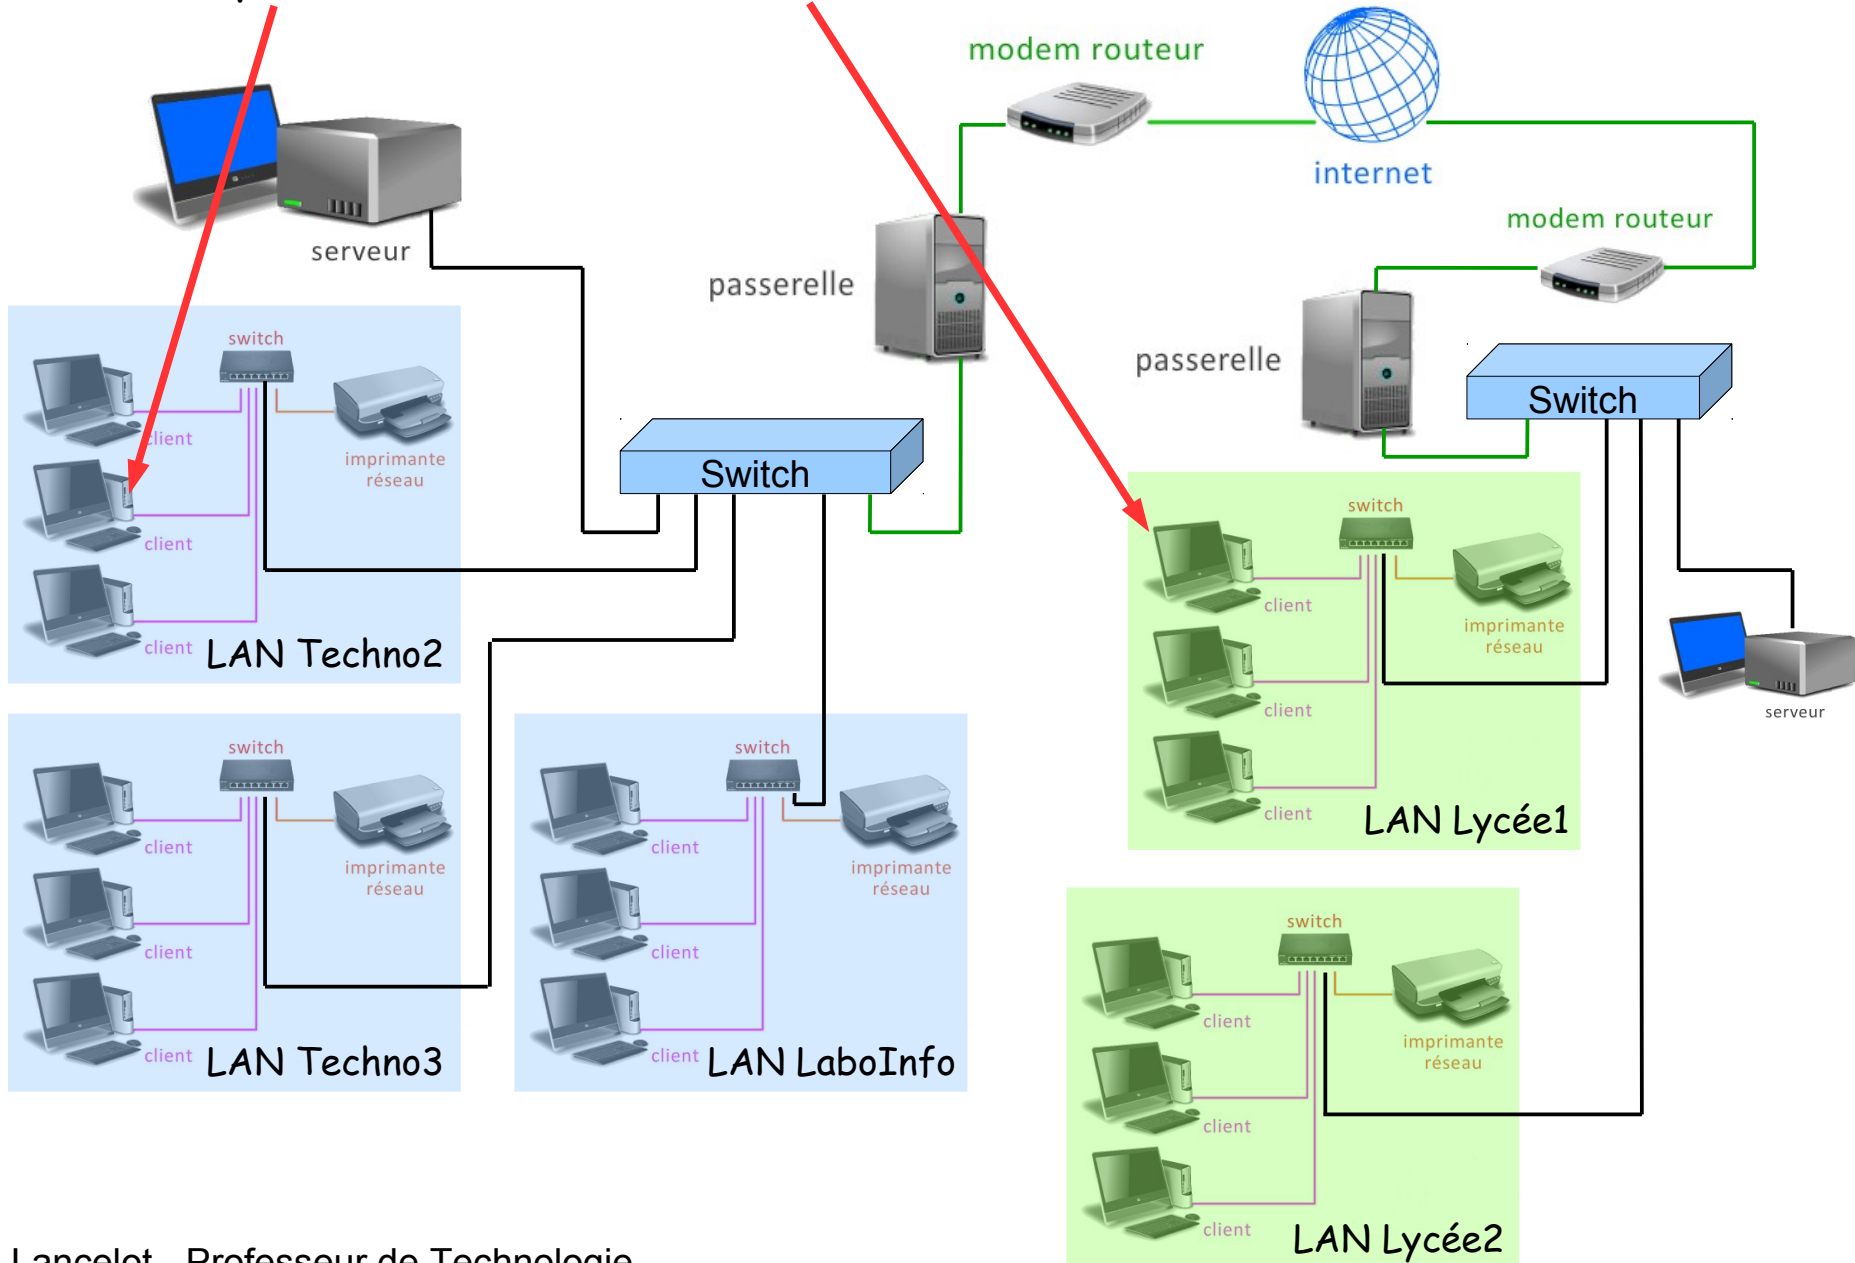 modem routeur
internet
modem routeur
serveur
passerelle
passerelle
Switch
Switch
switch
client
imprimante
réseau
client
client
LAN Techno2
switch
client
imprimante
réseau
client
client
LAN Lycée1
serveur
switch
client
imprimante
réseau
client
client
LAN Techno3
switch
client
imprimante
réseau
client
client
LAN LaboInfo
switch
client
imprimante
réseau
client
client
LAN Lycée2
Lancelot - Professeur de Technologie